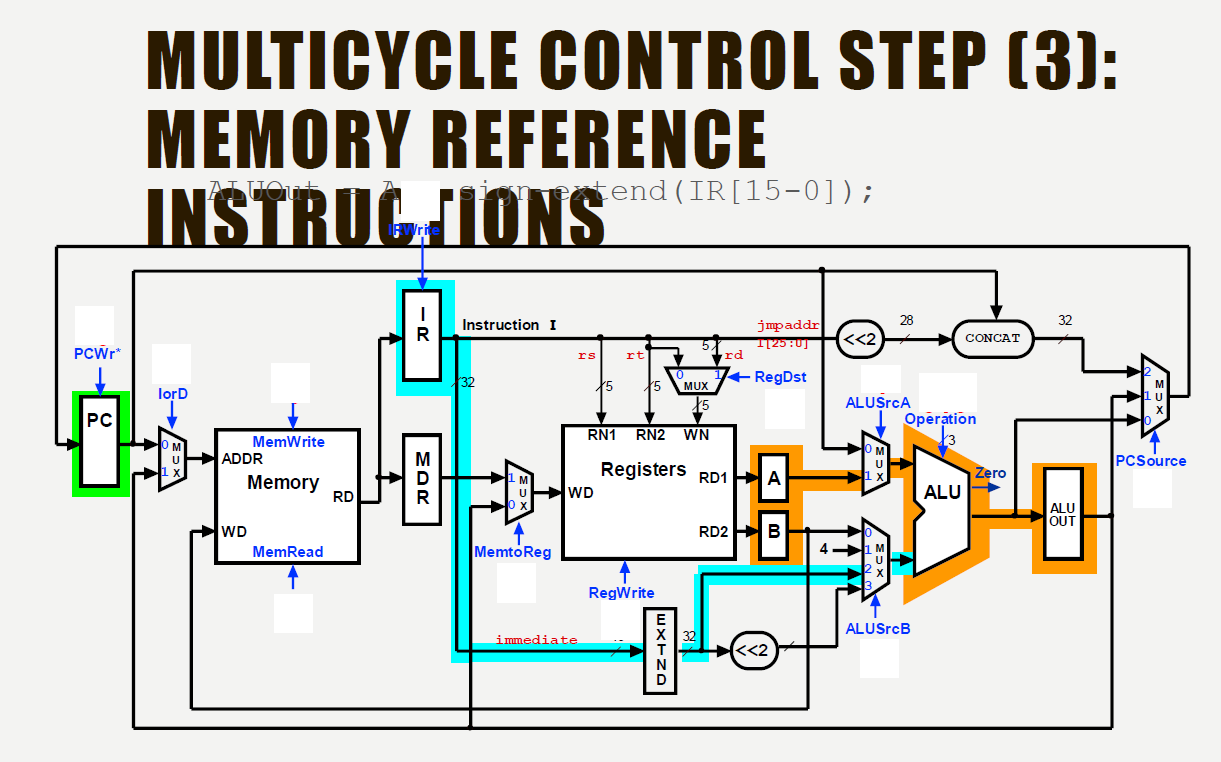 MULTICYCLE CONTROL STEP (3):
MEMORY REFERENCE
INSTRUCTIONS
ALUOut = A sign-extend(IR[15-0]);
IRWrite
I
R
Instruction I
jmpaddr
I[25:0]
28
32
<<2
CONCAT
rs
rt
rd
5
32
5
5
5
0
1
MUX
RegDst
PCWr*
PC
IorD
0
1
M
U
X
MemWrite
ADDR
Memory
RD
WD
MemRead
M
D
R
1
0
M
U
X
MemtoReg
RN1
RN2
WN
Registers
WD
RD1
RD2
RegWrite
A
B
4
ALUSrcA
0
1
M
U
X
0
1
2
3
M
U
X
ALUSrcB
Operation
3
ALU
Zero
ALU
OUT
2
1
0
M
U
X
PCSource
immediate
E
X
T
N
D
32
<<2